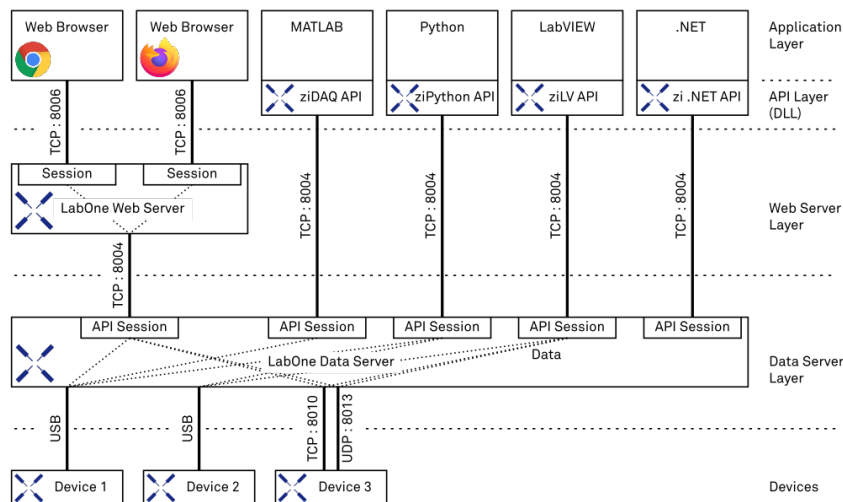 Web Browser
Web Browser
MATLAB
Python
LabVIEW
.NET
Application
Layer
ziDAQ API
ziPython API
ziLV API
zi .NET API
API Layer
(DLL)
TCP : 8006
TCP : 8006
Session
Session
LabOne Web Server
TCP : 8004
TCP : 8004
TCP : 8004
TCP : 8004
Web Server
Layer
TCP : 8004
API Session
API Session
API Session
API Session
API Session
LabOne Data Server
Data
Data Server
Layer
USB
USB
TCP : 8010
UDP : 8013
Device 1
Device 2
Device 3
Devices